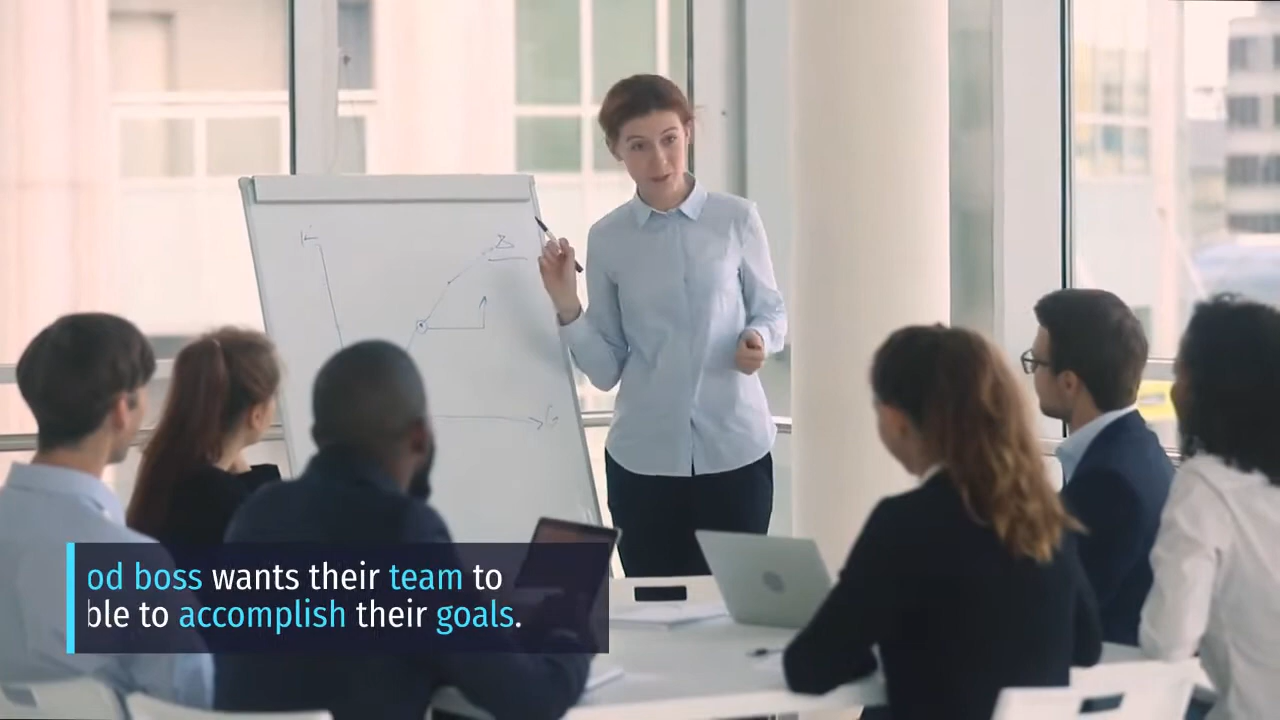 od boss wants their team to
ble to accomplish their goals.